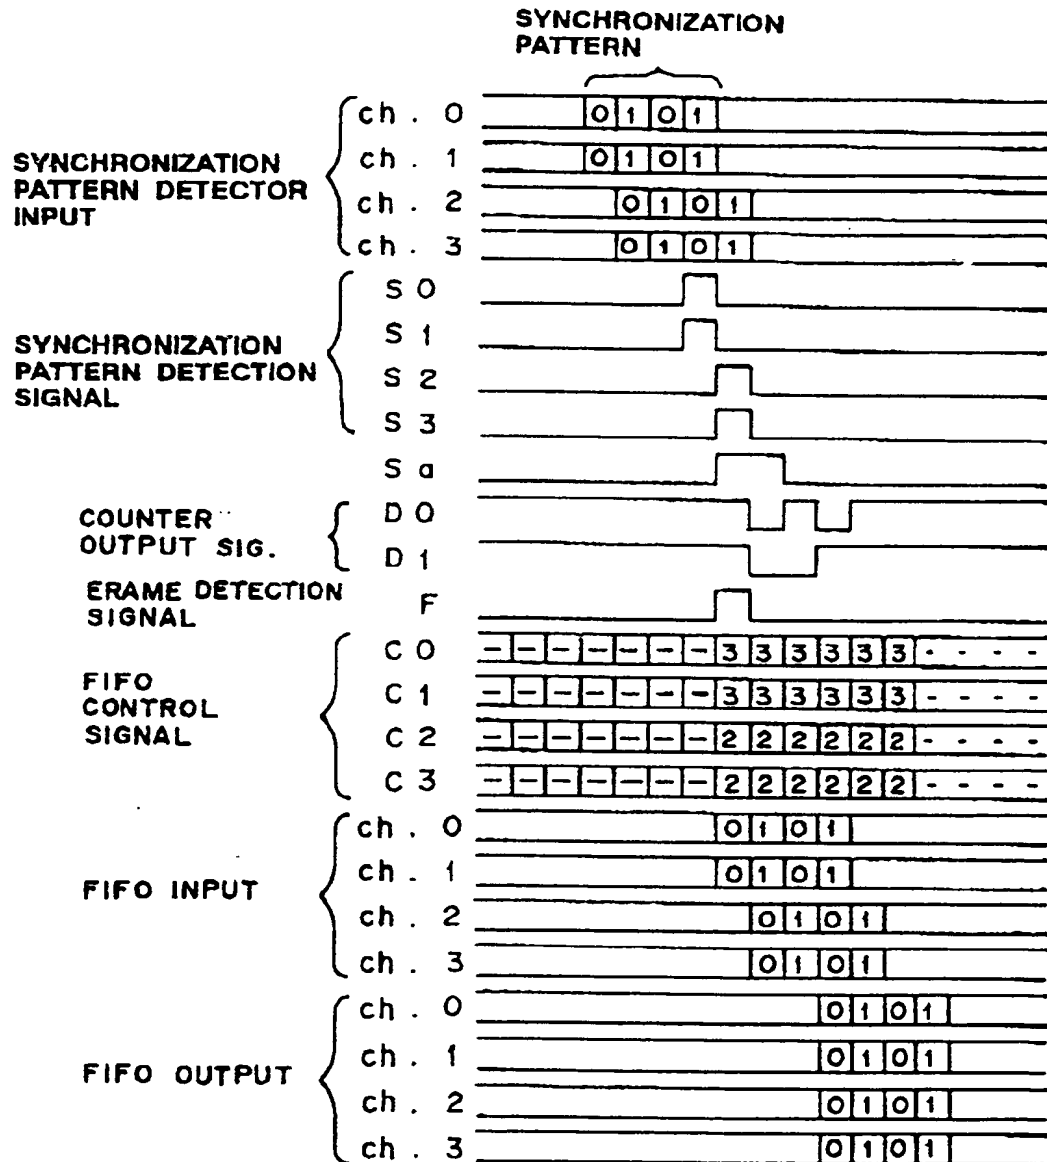 SYNCHRONIZATION
PATTERN
SYNCHRONIZATION
PATTERN DETECTOR
INPUT
ch. 0 0 1 0 1
ch. 1 0 1 0 1
ch. 2 0 1 0 1
ch. 3 0 1 0 1
SYNCHRONIZATION
PATTERN DETECTION
SIGNAL
S 0
S 1
S 2
S 3
S a
COUNTER
OUTPUT SIG.
D 0
D 1
ERAME DETECTION
SIGNAL
F
FIFO
CONTROL
SIGNAL
C 0 - - - - - - - 3 3 3 3 3 3 - - - -
C 1 - - - - - - - 3 3 3 3 3 3 - - - -
C 2 - - - - - - - 2 2 2 2 2 2 - - - -
C 3 - - - - - - - 2 2 2 2 2 2 - - - -
FIFO INPUT
ch. 0 0 1 0 1
ch. 1 0 1 0 1
ch. 2 0 1 0 1
ch. 3 0 1 0 1
FIFO OUTPUT
ch. 0 0 1 0 1
ch. 1 0 1 0 1
ch. 2 0 1 0 1
ch. 3 0 1 0 1